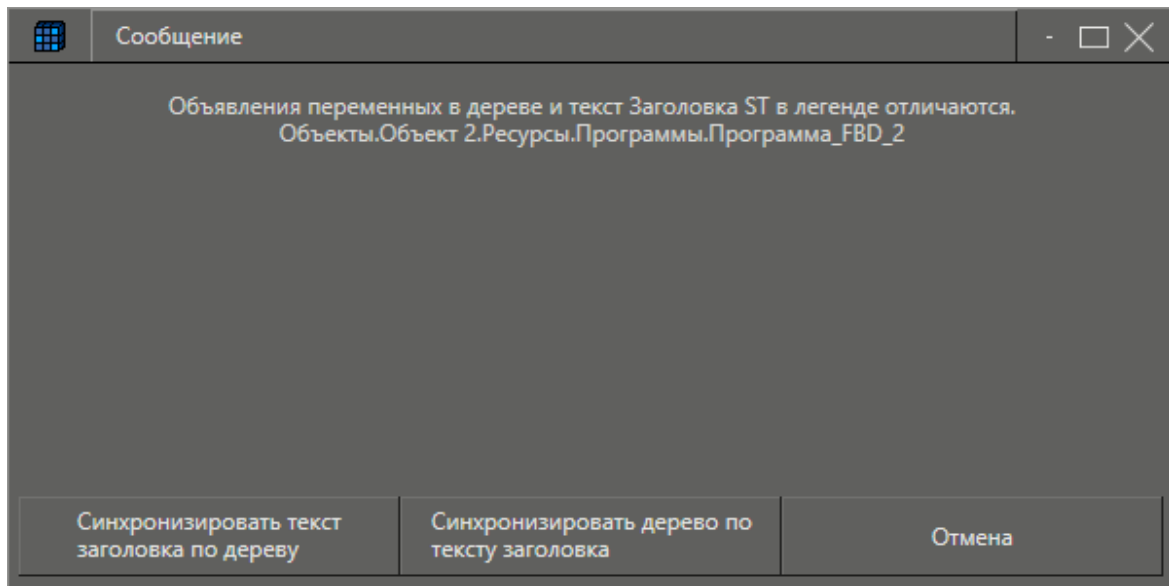 Сообщение
Объявления переменных в дереве и текст Заголовка ST в легенде отличаются.
Объекты.Объект 2.Ресурсы.Программы.Программа_FBD_2
Синхронизировать текст
заголовка по дереву
Синхронизировать дерево по
тексту заголовка
Отмена